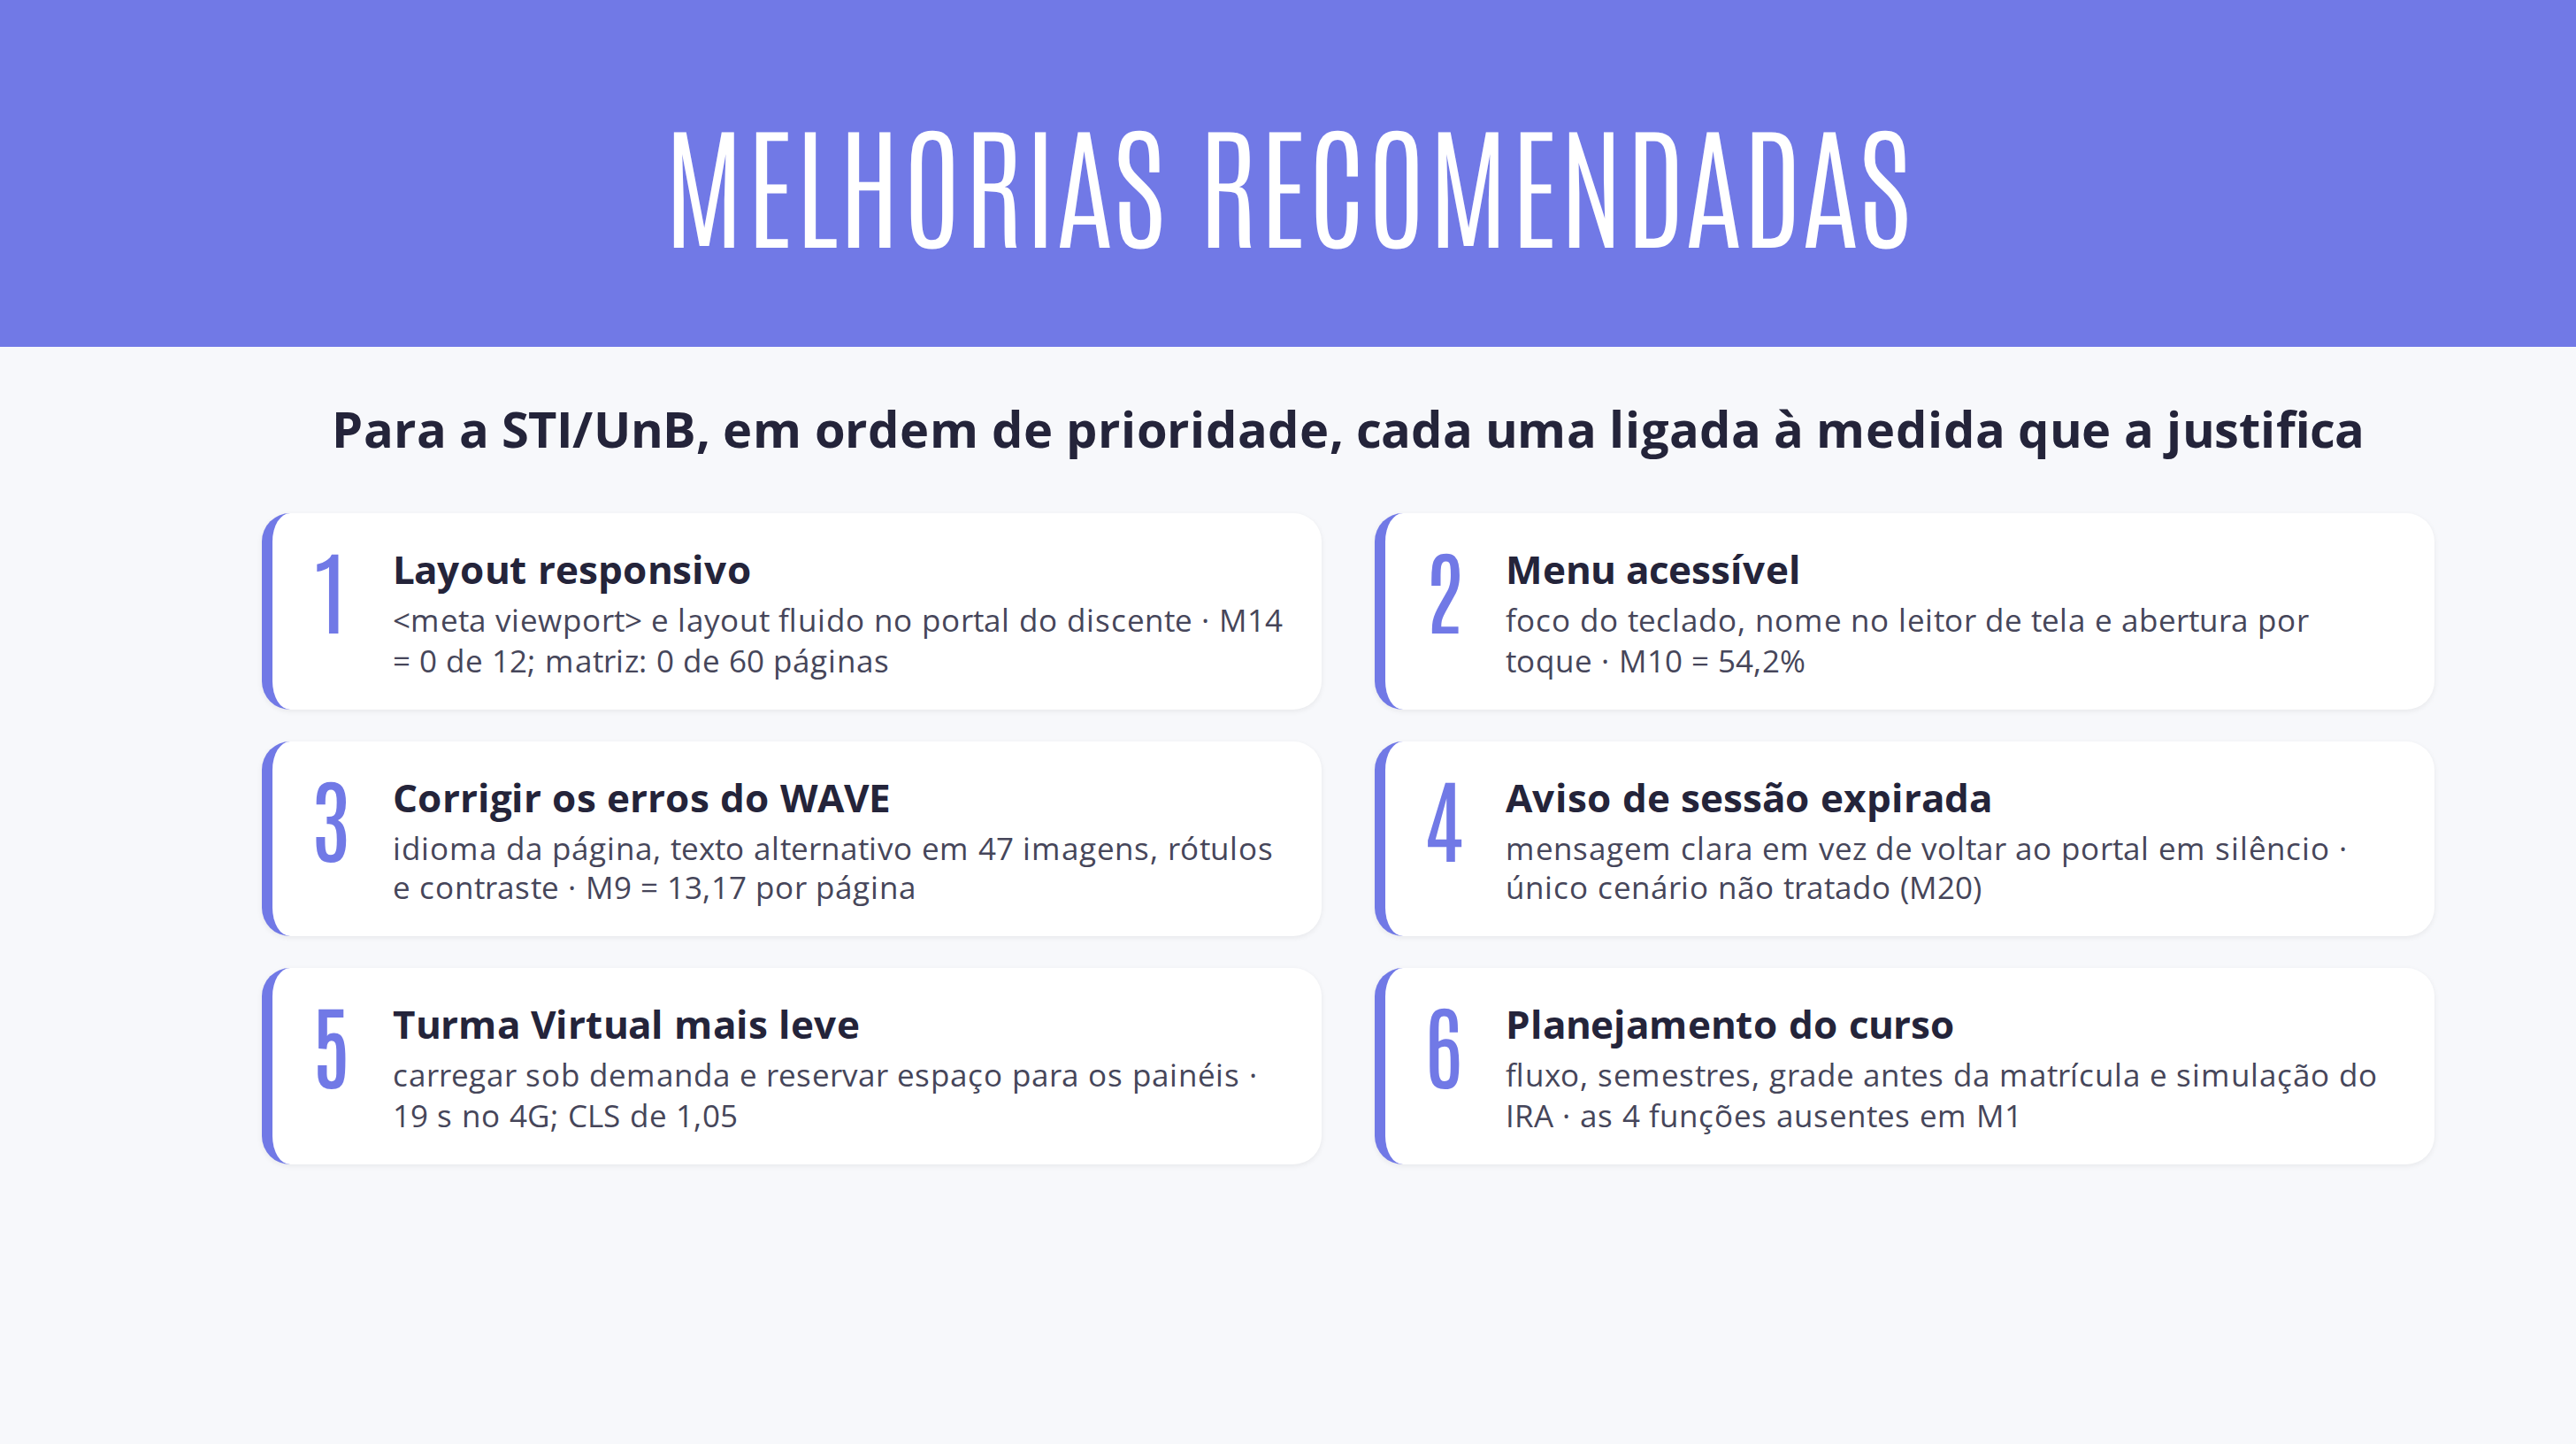 MELHORIAS RECOMENDADAS
Para a STI/UnB, em ordem de prioridade, cada uma ligada à medida que a justifica
1
Layout responsivo
<meta viewport> e layout fluido no portal do discente · M14
= 0 de 12; matriz: 0 de 60 páginas
2
Menu acessível
foco do teclado, nome no leitor de tela e abertura por
toque · M10 = 54,2%
3
Corrigir os erros do WAVE
idioma da página, texto alternativo em 47 imagens, rótulos
e contraste · M9 = 13,17 por página
4
Aviso de sessão expirada
mensagem clara em vez de voltar ao portal em silêncio ·
único cenário não tratado (M20)
5
Turma Virtual mais leve
carregar sob demanda e reservar espaço para os painéis ·
19 s no 4G; CLS de 1,05
6
Planejamento do curso
fluxo, semestres, grade antes da matrícula e simulação do
IRA · as 4 funções ausentes em M1